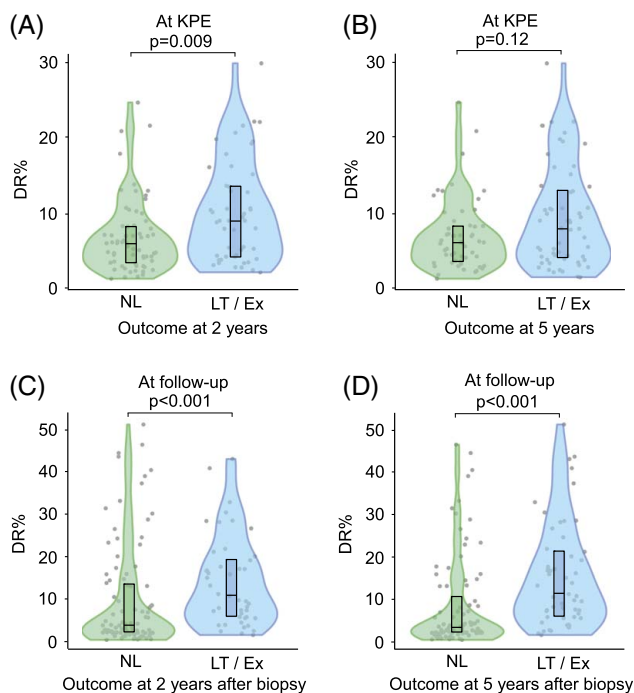 (A)
At KPE
p=0.009
30
20
10
0
DR%
NL
LT / Ex
Outcome at 2 years
(B)
At KPE
p=0.12
30
20
10
0
DR%
NL
LT / Ex
Outcome at 5 years
(C)
At follow-up
p<0.001
50
40
30
20
10
0
DR%
NL
LT / Ex
Outcome at 2 years after biopsy
(D)
At follow-up
p<0.001
50
40
30
20
10
0
DR%
NL
LT / Ex
Outcome at 5 years after biopsy